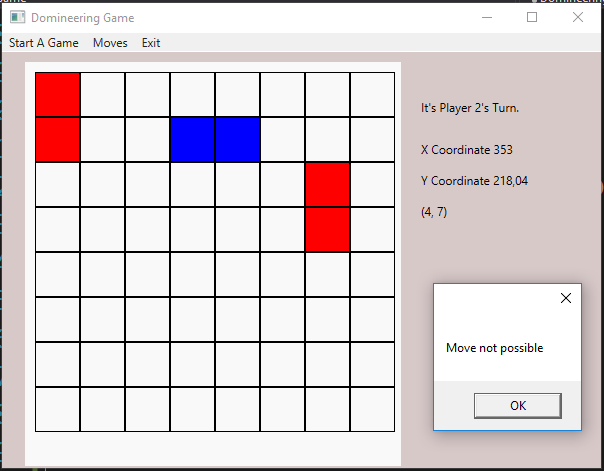 Domineering Game
Start A Game Moves Exit
It's Player 2's Turn.
X Coordinate 353
Y Coordinate 218,04
(4, 7)
Move not possible
OK